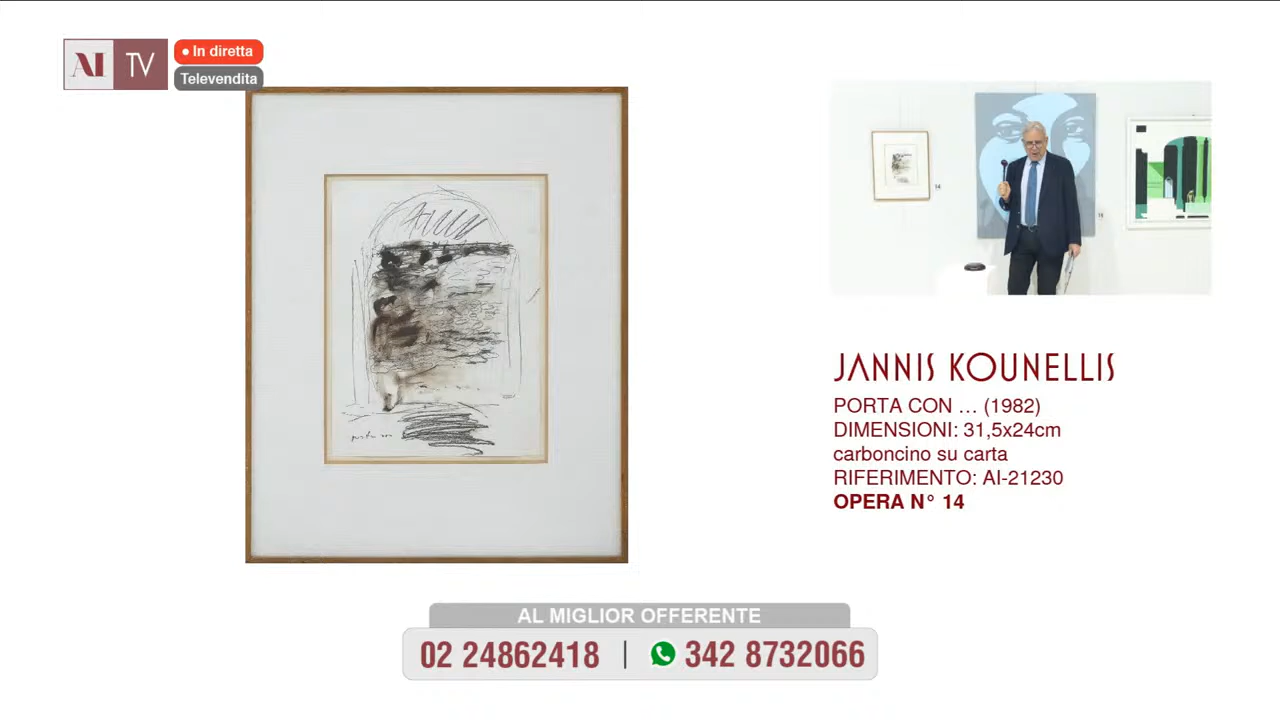 AI TV
• In diretta
Televendita
14
JANNIS KOUNELLIS
PORTA CON … (1982)
DIMENSIONI: 31,5x24cm
carboncino su carta
RIFERIMENTO: AI-21230
OPERA N° 14
AL MIGLIOR OFFERENTE
02 24862418 | 342 8732066